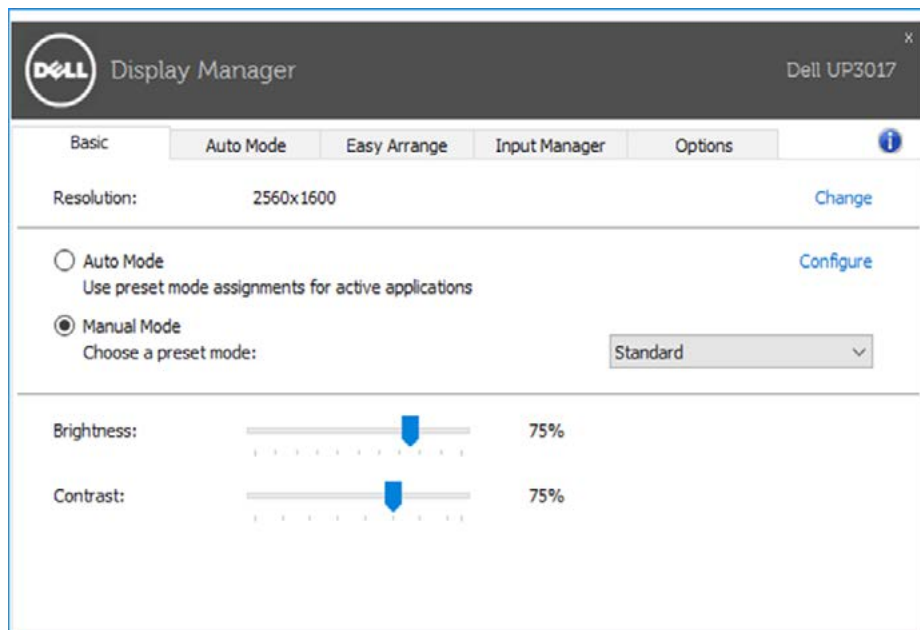 x
DELL Display Manager Dell UP3017
Basic Auto Mode Easy Arrange Input Manager Options i
Resolution: 2560x1600 Change
Auto Mode Configure
Use preset mode assignments for active applications
Manual Mode
Choose a preset mode: Standard
Brightness: 75%
Contrast: 75%